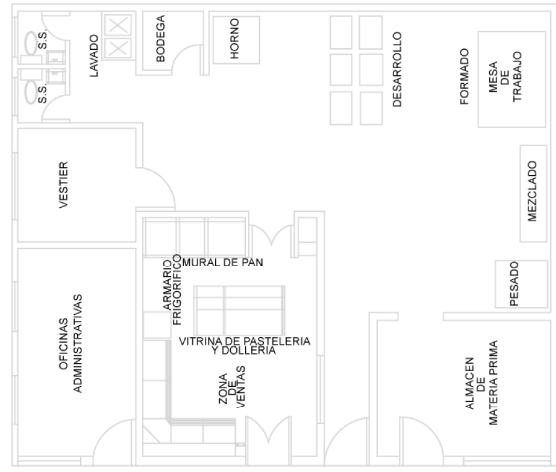 S.S.
S.S.
LAVADO
BODEGA
HORNO
DESARROLLO
FORMADO
MESA
DE
TRABAJO
VESTIER
MEZCLADO
MURAL DE PAN
ARMARIO
FRIGORIFICO
PESADO
OFICINAS
ADMINISTRATIVAS
VITRINA DE PASTELERIA
Y DOLLERIA
ZONA
DE
VENTAS
ALMACEN
DE
MATERIA PRIMA